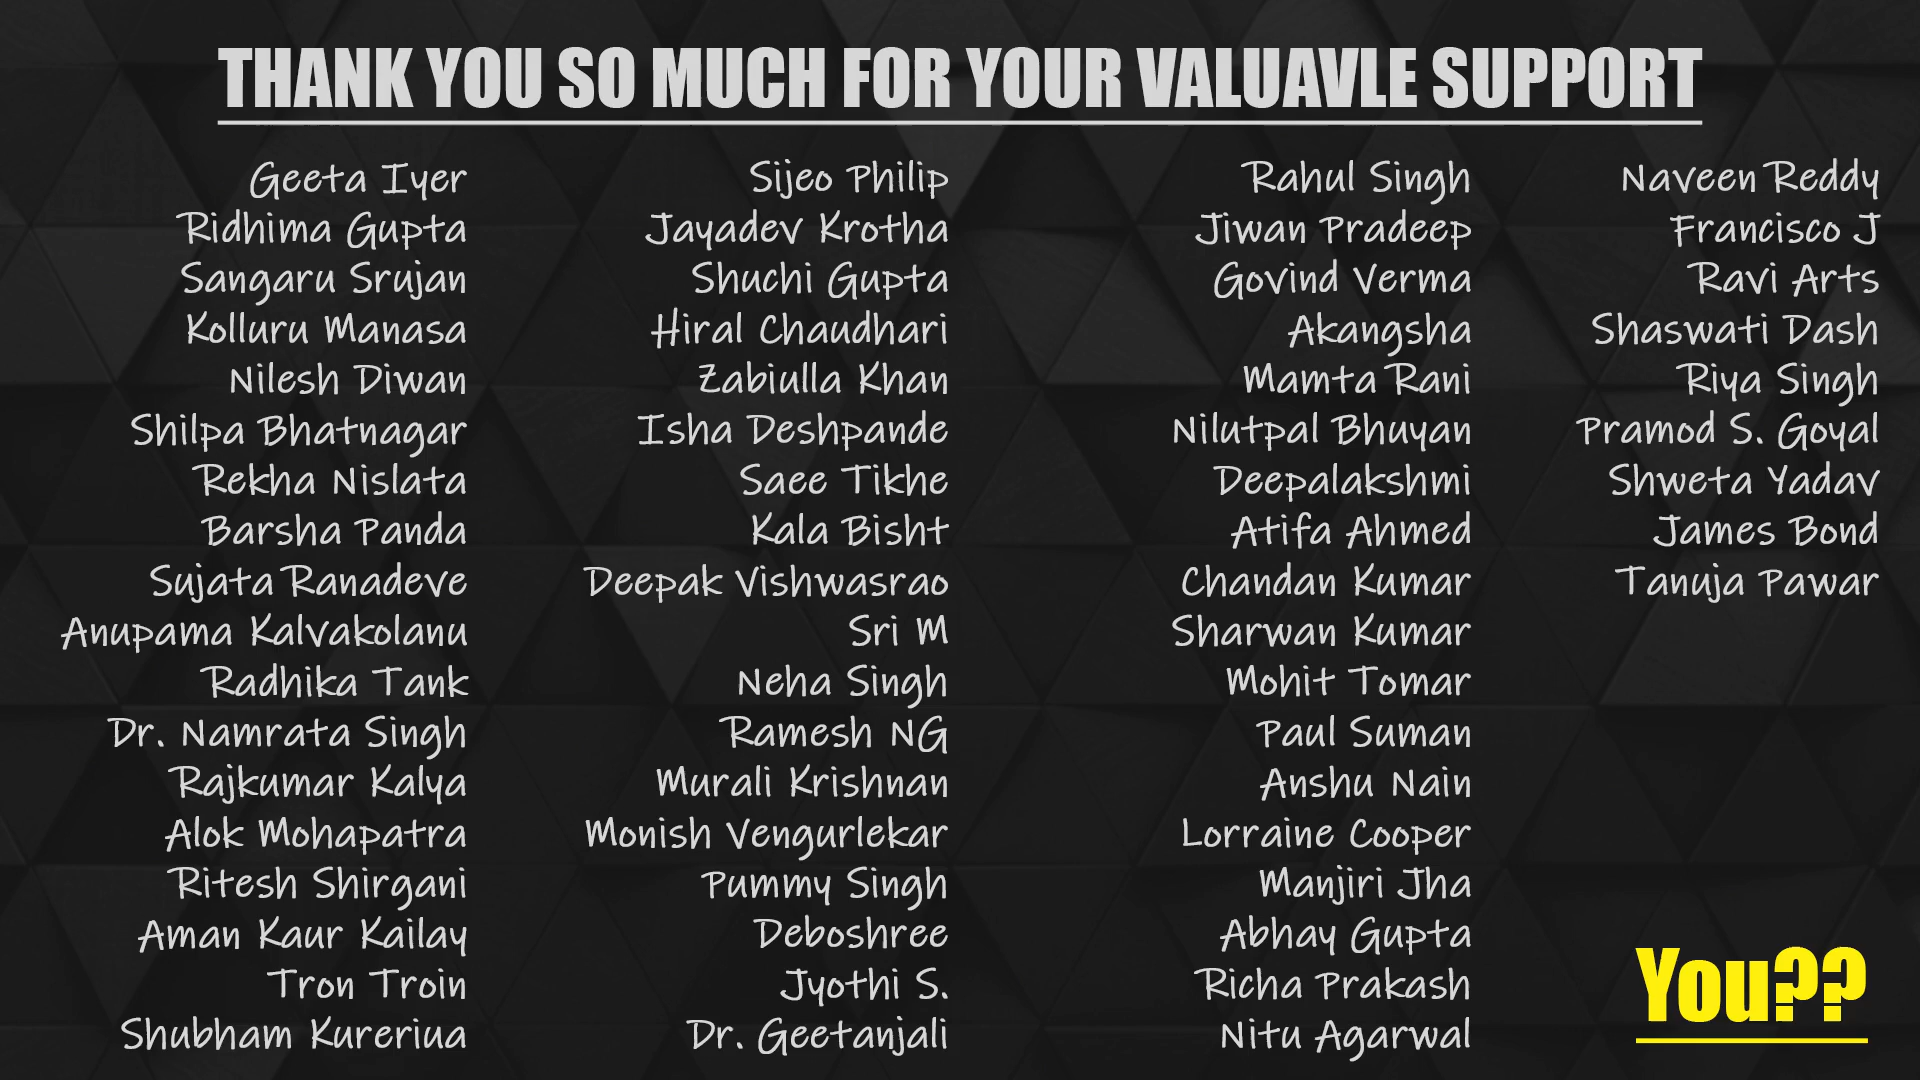 THANK YOU SO MUCH FOR YOUR VALUAVLE SUPPORT
Geeta Iyer
Ridhima Gupta
Sangaru Srujan
Kolluru Manasa
Nilesh Diwan
Shilpa Bhatnagar
Rekha Nislata
Barsha Panda
Sujata Ranadeve
Anupama Kalvakolanu
Radhika Tank
Dr. Namrata Singh
Rajkumar Kalya
Alok Mohapatra
Ritesh Shirgani
Aman Kaur Kailay
Tron Troin
Shubham Kureriua
Sijeo Philip
Jayadev Krotha
Shuchi Gupta
Hiral Chaudhari
Zabiulla Khan
Isha Deshpande
Saee Tikhe
Kala Bisht
Deepak Vishwasrao
Sri M
Neha Singh
Ramesh NG
Murali Krishnan
Monish Vengurlekar
Pummy Singh
Deboshree
Jyothi S.
Dr. Geetanjali
Rahul Singh
Jiwan Pradeep
Govind Verma
Akangsha
Mamta Rani
Nilutpal Bhuyan
Deepalakshmi
Atifa Ahmed
Chandan Kumar
Sharwan Kumar
Mohit Tomar
Paul Suman
Anshu Nain
Lorraine Cooper
Manjiri Jha
Abhay Gupta
Richa Prakash
Nitu Agarwal
Naveen Reddy
Francisco J
Ravi Arts
Shaswati Dash
Riya Singh
Pramod S. Goyal
Shweta Yadav
James Bond
Tanuja Pawar
You??